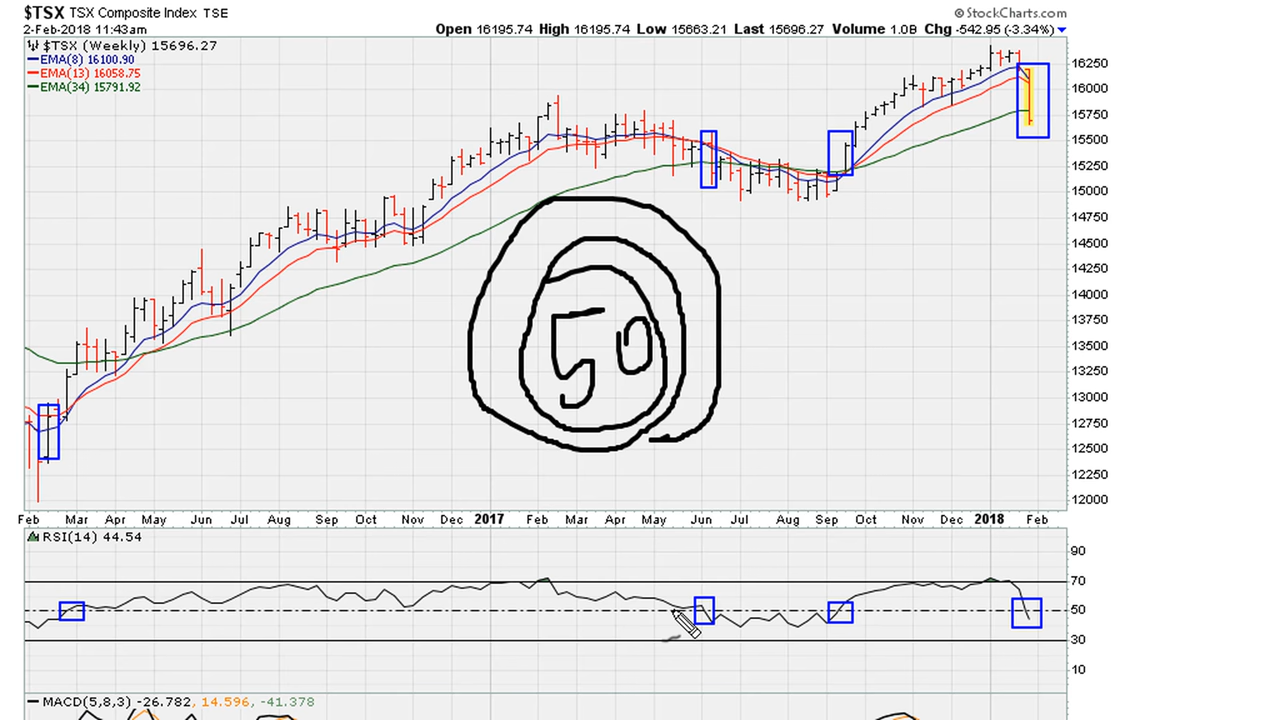 $TSX TSX Composite Index TSE
© StockCharts.com
2-Feb-2018 11:43am
Open 16195.74 High 16195.74 Low 15663.21 Last 15696.27 Volume 1.0B Chg -542.95 (-3.34%)
$TSX (Weekly) 15696.27
EMA(8) 16100.90
EMA(13) 16058.75
EMA(34) 15791.92
16250
16000
15750
15500
15250
15000
14750
14500
14250
14000
13750
13500
13250
13000
12750
12500
12250
12000
50
Feb Mar Apr May Jun Jul Aug Sep Oct Nov Dec 2017 Feb Mar Apr May Jun Jul Aug Sep Oct Nov Dec 2018 Feb
RSI(14) 44.54
90
70
50
30
10
MACD(5,8,3) -26.782, 14.596, -41.378